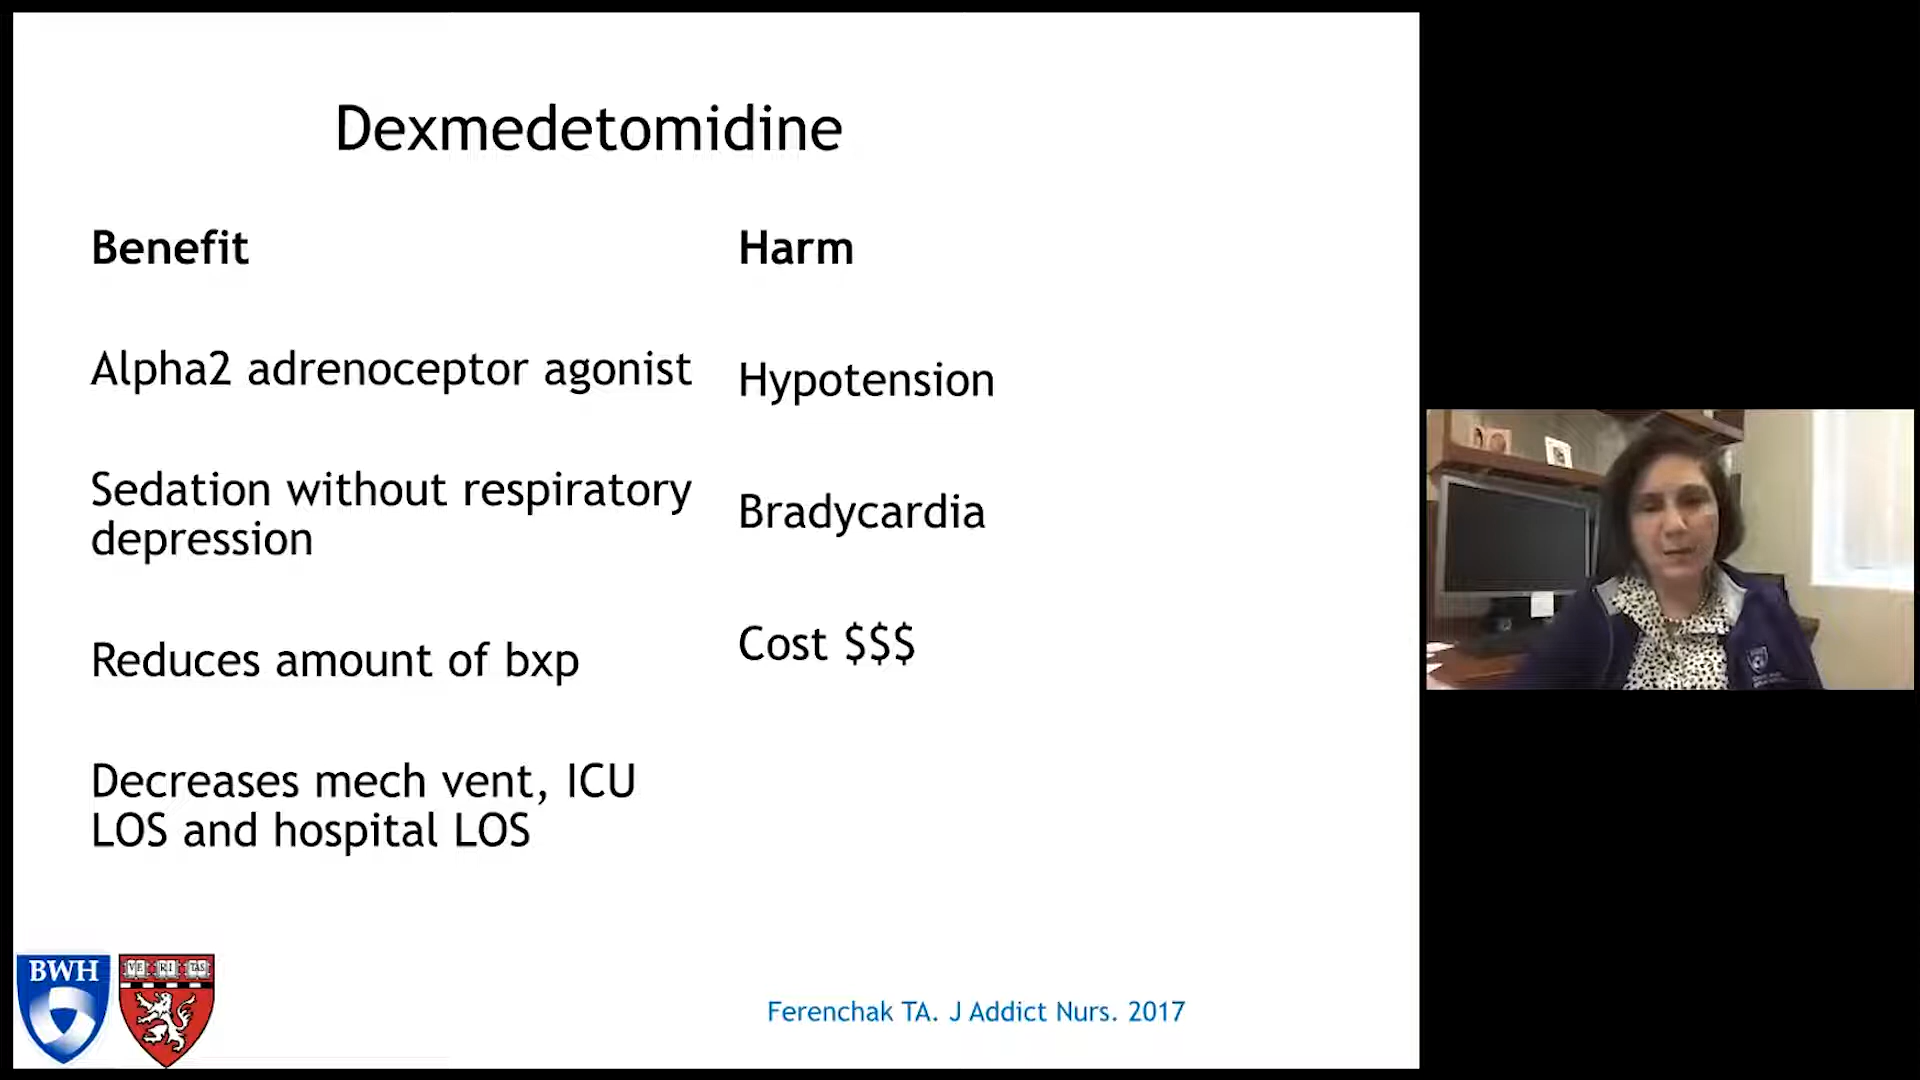 Dexmedetomidine
Benefit
Alpha2 adrenoceptor agonist
Sedation without respiratory
depression
Reduces amount of bxp
Decreases mech vent, ICU
LOS and hospital LOS
Harm
Hypotension
Bradycardia
Cost $$$
BWH
VE RI TAS
Ferenchak TA. J Addict Nurs. 2017